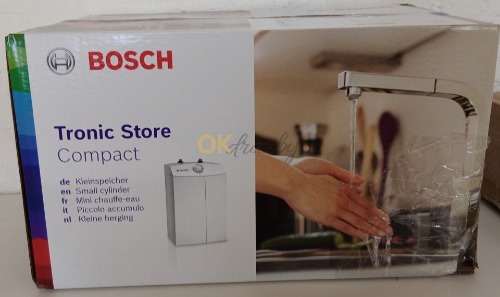 BOSCH
Tronic Store
Compact
de Kleinspeicher
en Small cylinder
fr Mini chauffe-eau
it Piccolo accumulo
nl Kleine berging